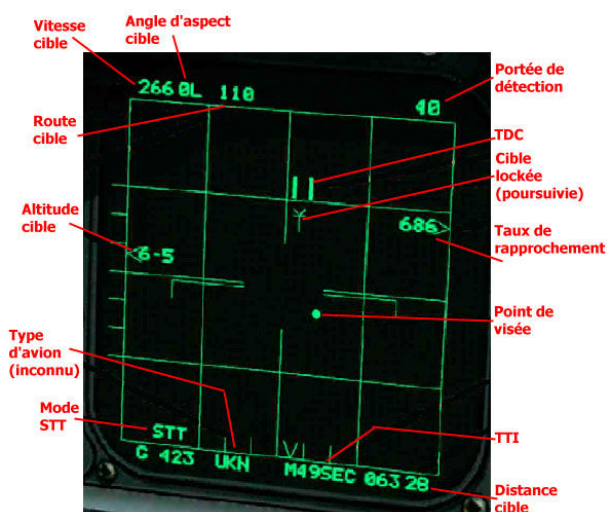 Vitesse
cible
Angle d'aspect
cible
Portée de
détection
266 0L 110
40
Route
cible
TDC
Cible
lockée
(poursuivie)
686
Altitude
cible
Taux de
rapprochement
6-5
Point de
visée
Type
d'avion
(inconnu)
Mode
STT
STT
TTI
G 423 UKN M49SEC 063 28
Distance
cible